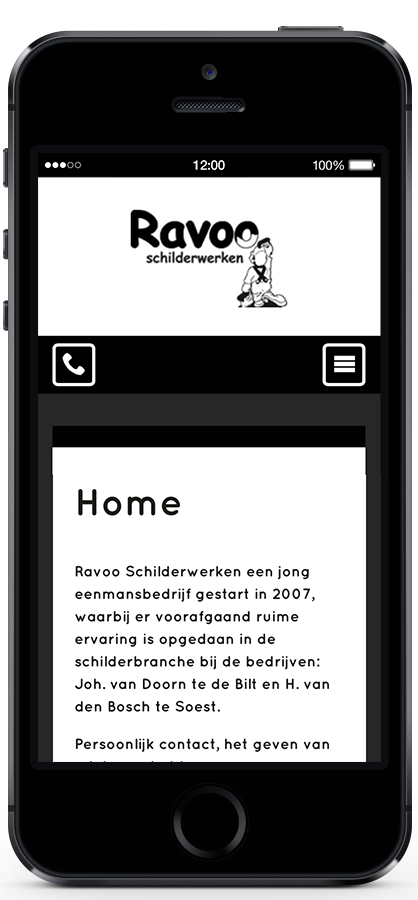 12:00
100%
Ravoo
schilderwerken
Home
Ravoo Schilderwerken een jong
eenmansbedrijf gestart in 2007,
waarbij er voorafgaand ruime
ervaring is opgedaan in de
schilderbranche bij de bedrijven:
Joh. van Doorn te de Bilt en H. van
den Bosch te Soest.
Persoonlijk contact, het geven van